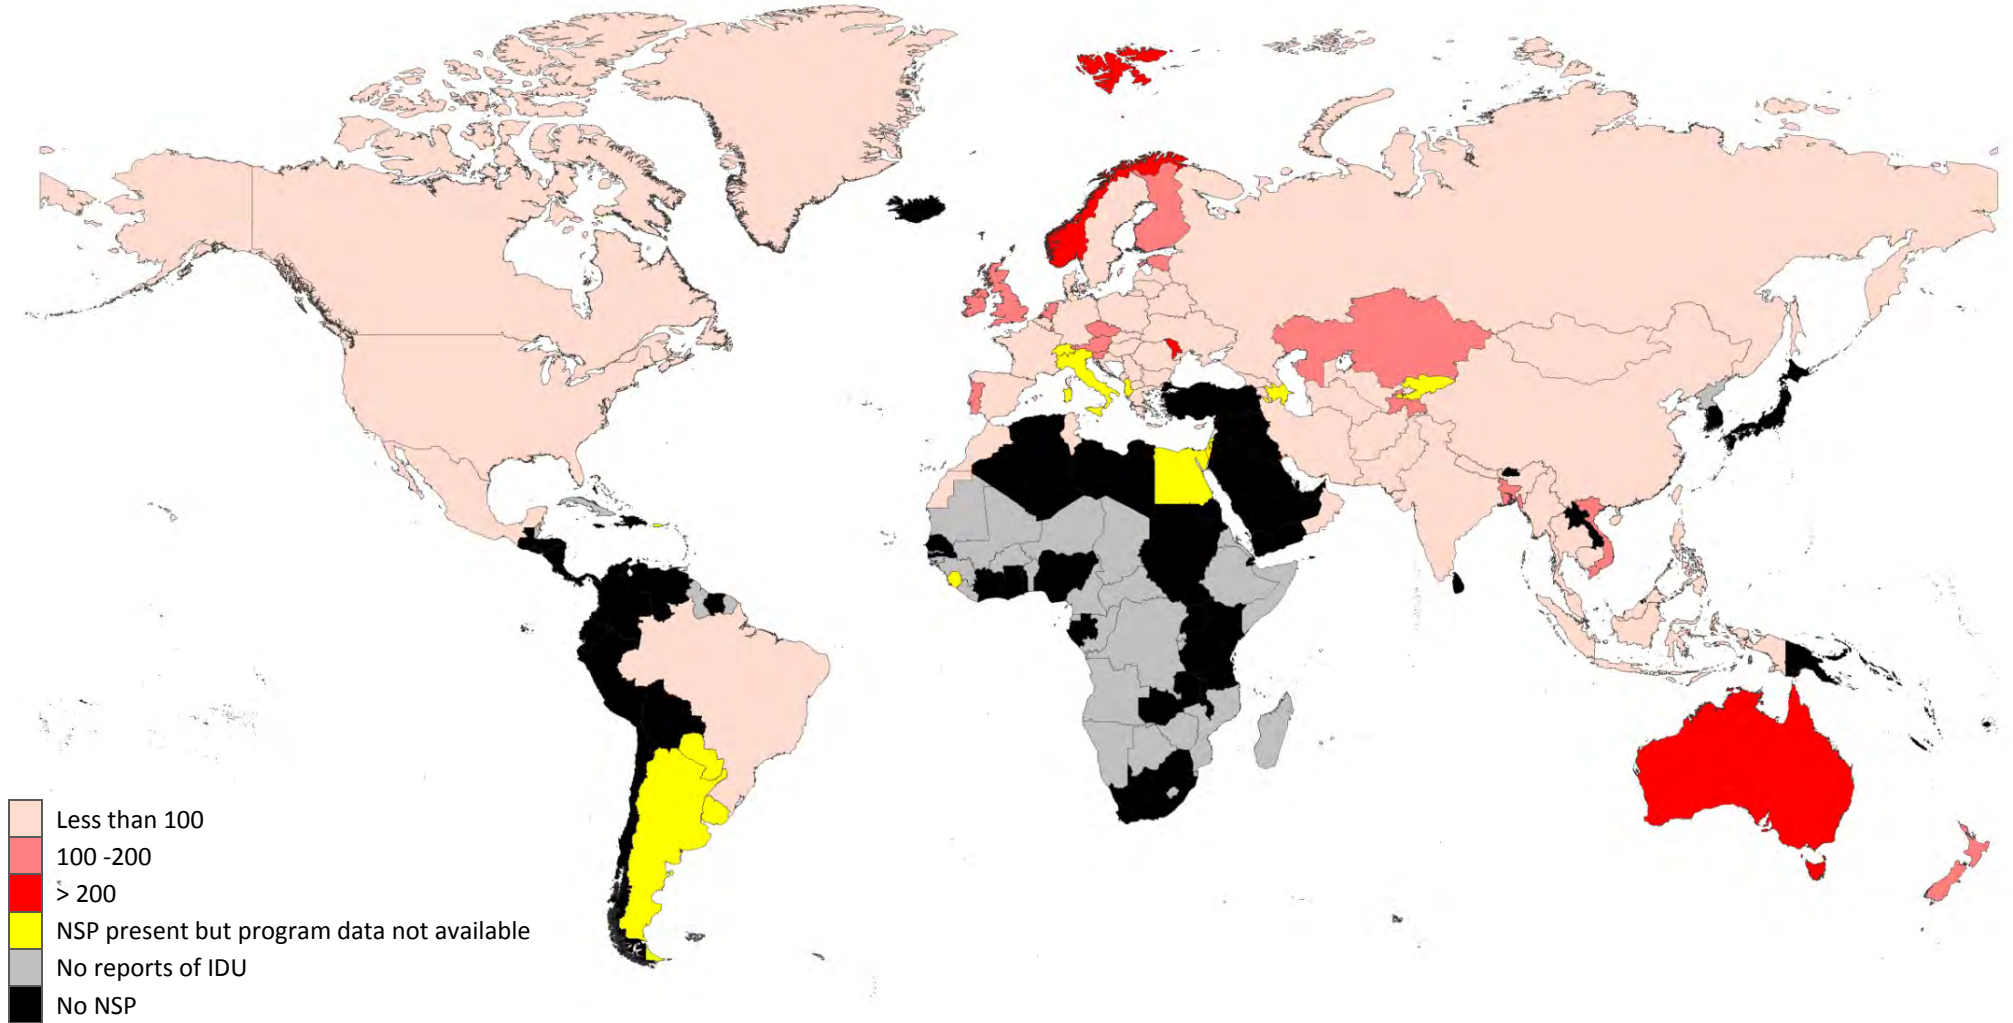 Less than 100
100 -200
> 200
NSP present but program data not available
No reports of IDU
No NSP